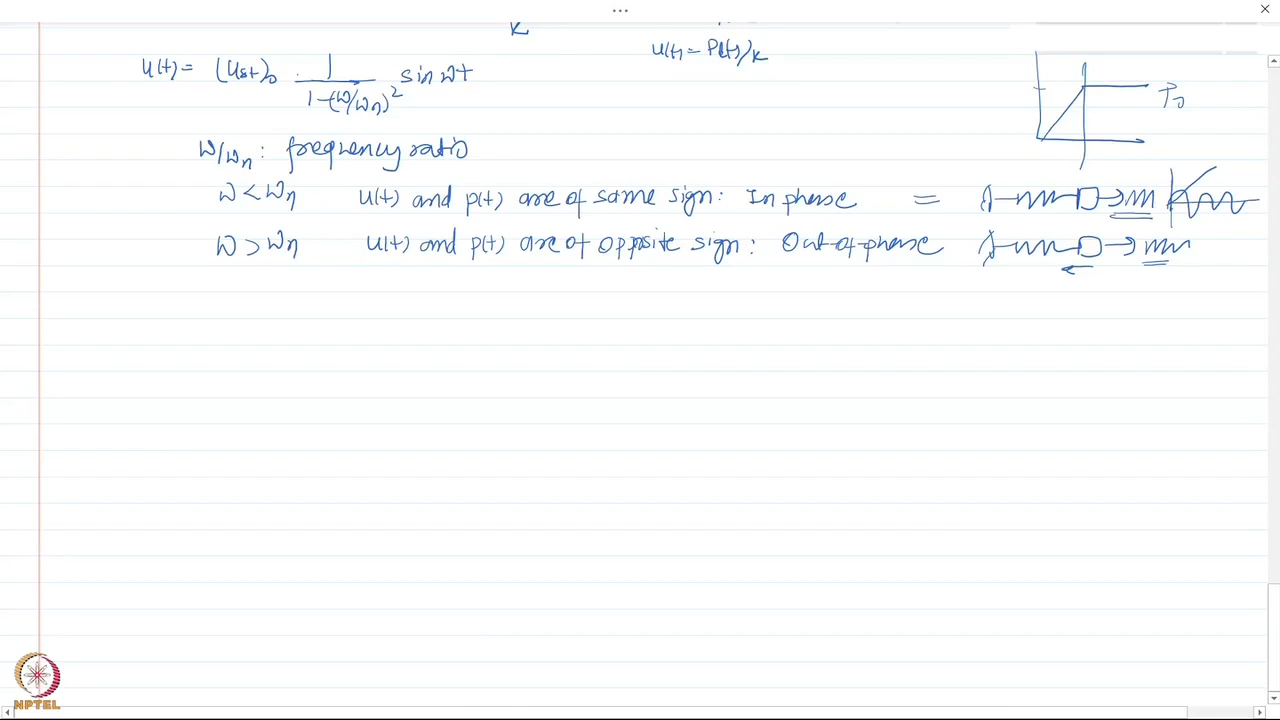 k
u(t) = P(t)/k
u(t) = (ust)₀ 1/(1-(ω/ωn)²) sin ωt
P₀
ω/ωn : frequency ratio
ω < ωn u(t) and p(t) are of same sign : In phase =
ω > ωn u(t) and p(t) are of opposite sign : Out-of-phase
NPTEL